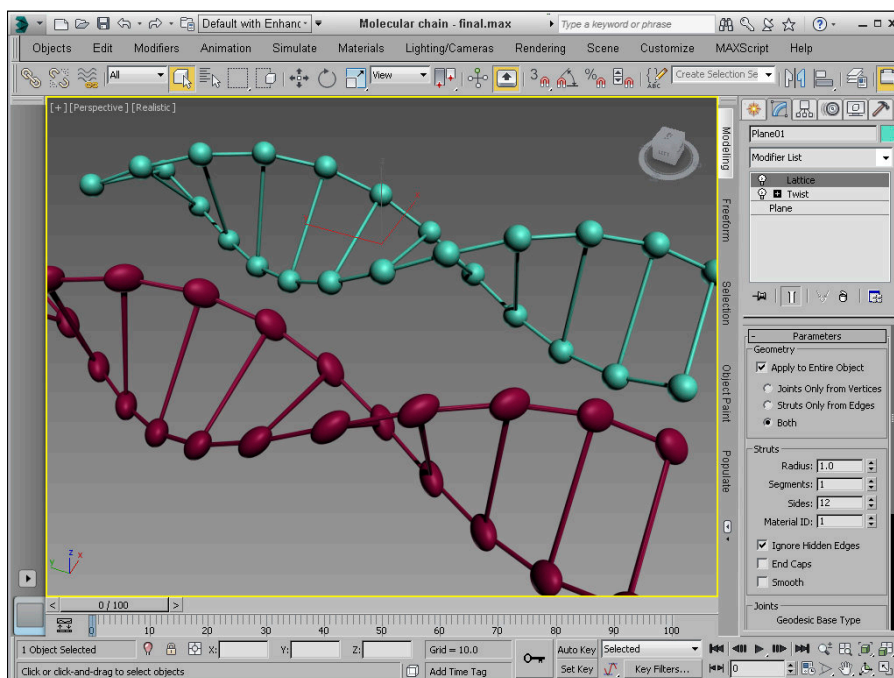 Default with Enhanc
Molecular chain - final.max
Type a keyword or phrase
Objects Edit Modifiers Animation Simulate Materials Lighting/Cameras Rendering Scene Customize MAXScript Help
All
View
3
%
ABC
Create Selection Se
[+] [Perspective] [Realistic]
Modeling
Freeform
Selection
Object Paint
Populate
Plane01
Modifier List
Lattice
Twist
Plane
Parameters
Geometry
Apply to Entire Object
Joints Only from Vertices
Struts Only from Edges
Both
Struts
Radius: 1.0
Segments: 1
Sides: 12
Material ID: 1
Ignore Hidden Edges
End Caps
Smooth
Joints
Geodesic Base Type
z
y x
< 0 / 100 >
0 10 20 30 40 50 60 70 80 90 100
1 Object Selected X: Y: Z: Grid = 10.0 Auto Key Selected
Click or click-and-drag to select objects Add Time Tag Set Key Key Filters... 0